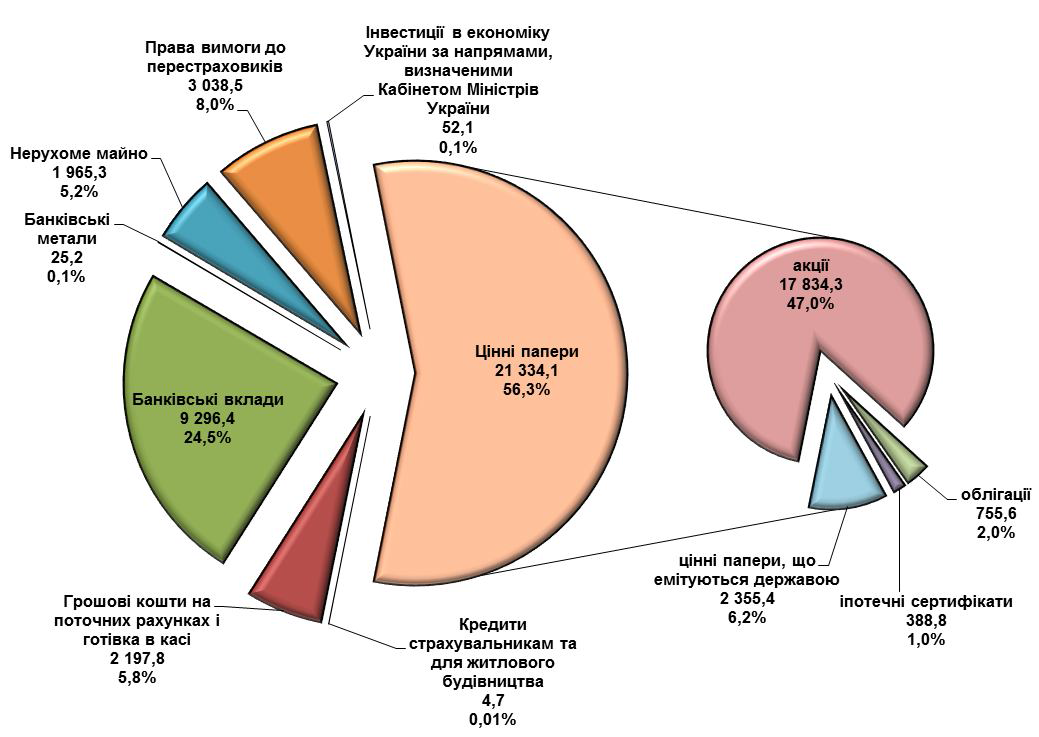 Інвестиції в економіку
України за напрямами,
визначеними
Кабінетом Міністрів
України
52,1
0,1%
Права вимоги до
перестраховиків
3 038,5
8,0%
Нерухоме майно
1 965,3
5,2%
Банківські
метали
25,2
0,1%
Банківські вклади
9 296,4
24,5%
Грошові кошти на
поточних рахунках і
готівка в касі
2 197,8
5,8%
Кредити
страхувальникам та
для житлового
будівництва
4,7
0,01%
Цінні папери
21 334,1
56,3%
акції
17 834,3
47,0%
облігації
755,6
2,0%
іпотечні сертифікати
388,8
1,0%
цінні папери, що
емітуються державою
2 355,4
6,2%